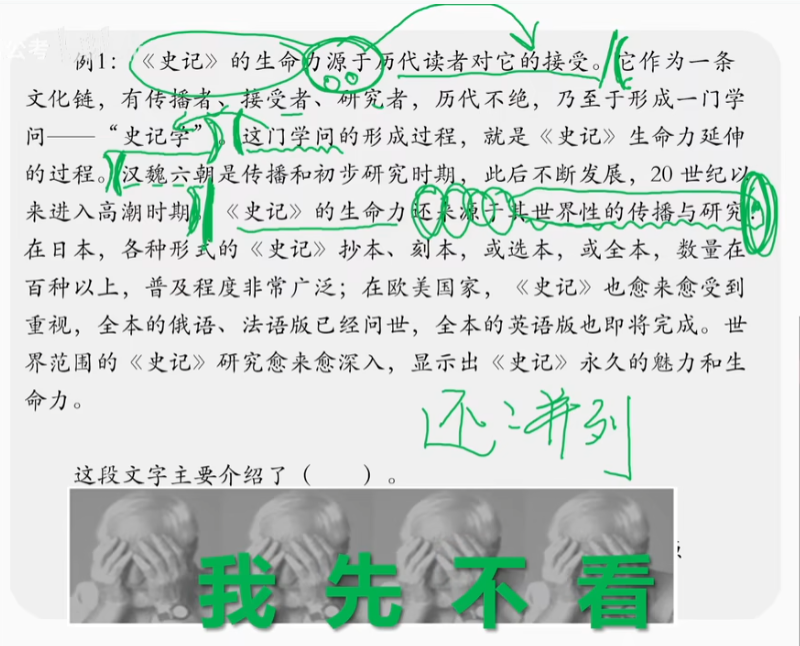 公考
例1：《史记》的生命力源于历代读者对它的接受。它作为一条
文化链，有传播者、接受者、研究者，历代不绝，乃至于形成一门学
问——“史记学”。这门学问的形成过程，就是《史记》生命力延伸
的过程。汉魏六朝是传播和初步研究时期，此后不断发展，20世纪以
来进入高潮时期。《史记》的生命力还来源于其世界性的传播与研究：
在日本，各种形式的《史记》抄本、刻本，或选本，或全本，数量在
百种以上，普及程度非常广泛；在欧美国家，《史记》也愈来愈受到
重视，全本的俄语、法语版已经问世，全本的英语版也即将完成。世
界范围的《史记》研究愈来愈深入，显示出《史记》永久的魅力和生
命力。
还：并列
这段文字主要介绍了（　　）。
我先不看